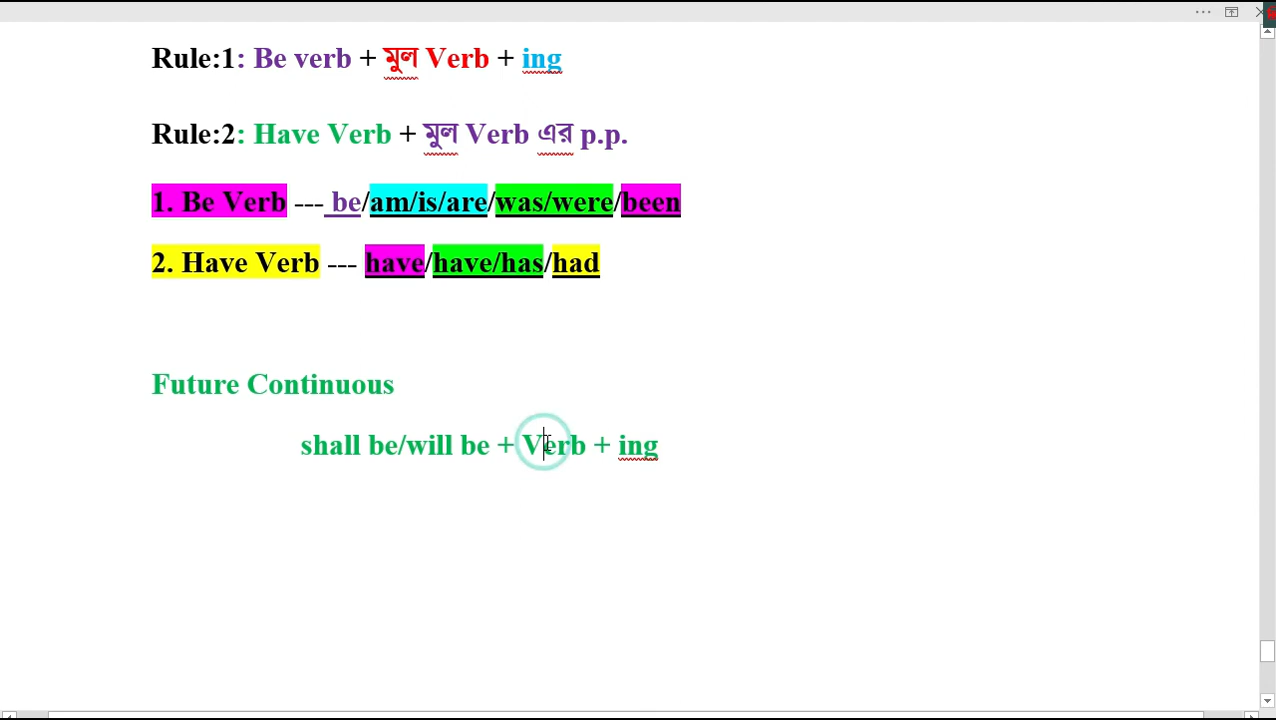 Rule:1: Be verb + মুল Verb + ing
Rule:2: Have Verb + মুল Verb এর p.p.
1. Be Verb --- be/am/is/are/was/were/been
2. Have Verb --- have/have/has/had
Future Continuous
shall be/will be + Verb + ing